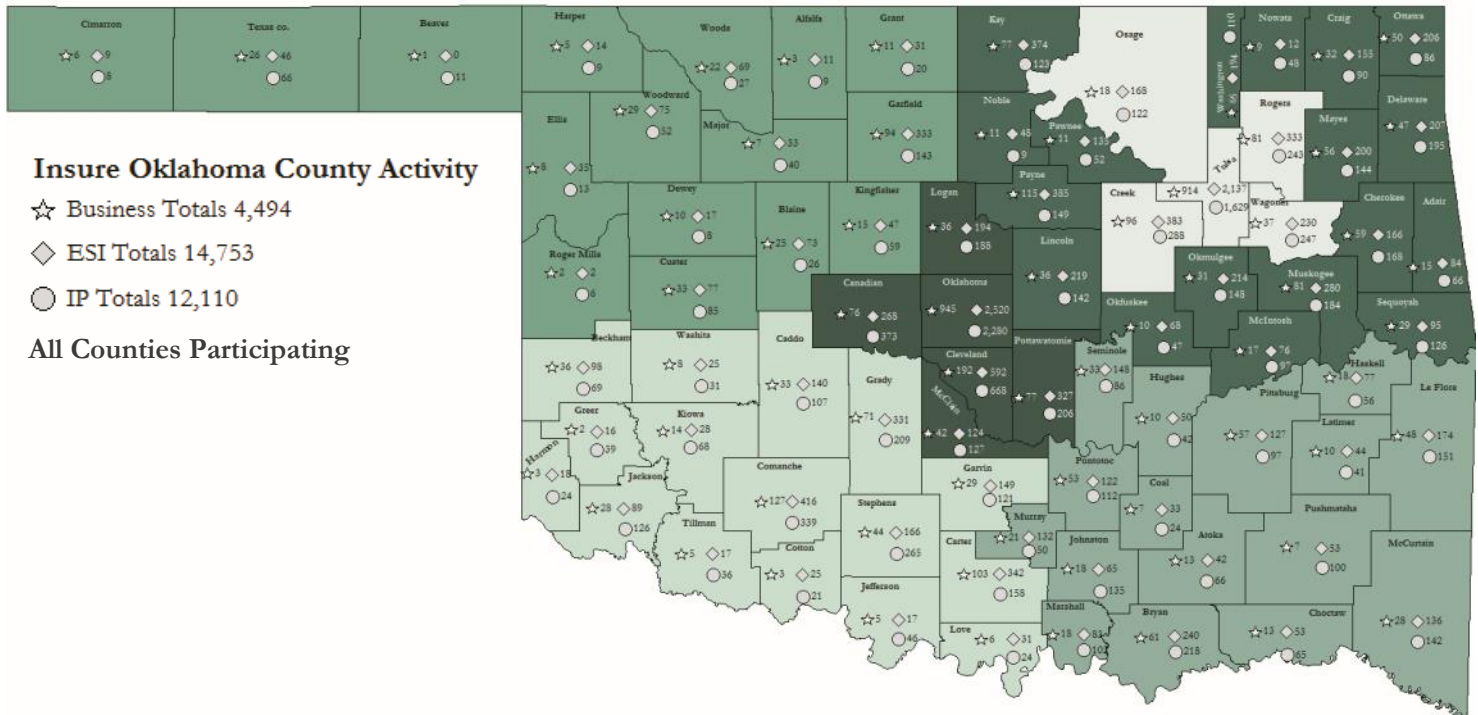 Insure Oklahoma County Activity
Business Totals 4,494
ESI Totals 14,753
IP Totals 12,110
All Counties Participating
Cimarron
6 9
8
Texas co.
26 46
66
Beaver
1 0
11
Harper
5 14
9
Woods
22 69
27
Alfalfa
3 11
9
Grant
11 31
20
Kay
77 374
123
Osage
18 168
122
Washington
194
110
Nowata
9 12
48
Craig
32 155
90
Ottawa
50 206
86
Ellis
8 35
13
Woodward
29 75
52
Major
7 33
40
Garfield
94 333
143
Noble
11 48
9
Pawnee
11 135
52
Rogers
81 333
243
Mayes
56 200
144
Delaware
47 207
195
Roger Mills
2 2
6
Dewey
10 17
8
Custer
33 77
85
Blaine
25 73
26
Kingfisher
15 47
59
Logan
36 194
188
Payne
115 385
149
Lincoln
36 219
142
Creek
96 383
288
Tulsa
914 2,137
1,629
Wagoner
37 230
247
Cherokee
59 166
168
Adair
15 84
66
Canadian
76 268
373
Oklahoma
945 2,520
2,280
Okmulgee
31 214
148
Okfuskee
10 68
47
Muskogee
81 280
184
McIntosh
17 76
97
Sequoyah
29 95
126
Beckham
36 98
69
Washita
8 25
31
Caddo
33 140
107
Grady
71 331
209
Cleveland
192 592
668
McClain
42 124
127
Pottawatomie
77 327
206
Seminole
33 148
86
Hughes
10 50
42
Pittsburg
57 127
97
Haskell
18 77
56
Latimer
10 44
41
Le Flore
48 174
151
Greer
2 16
39
Kiowa
14 28
68
Harmon
3 18
24
Jackson
28 89
126
Tillman
5 17
36
Comanche
127 416
339
Cotton
3 25
21
Stephens
44 166
265
Jefferson
5 17
46
Garvin
29 149
121
Murray
21 132
50
Carter
103 342
158
Love
6 31
24
Pontotoc
53 122
112
Johnston
18 65
135
Marshall
18 81
Coal
7 33
24
Atoka
13 42
66
Bryan
61 240
218
Pushmataha
7 53
100
Choctaw
13 53
65
McCurtain
28 136
142